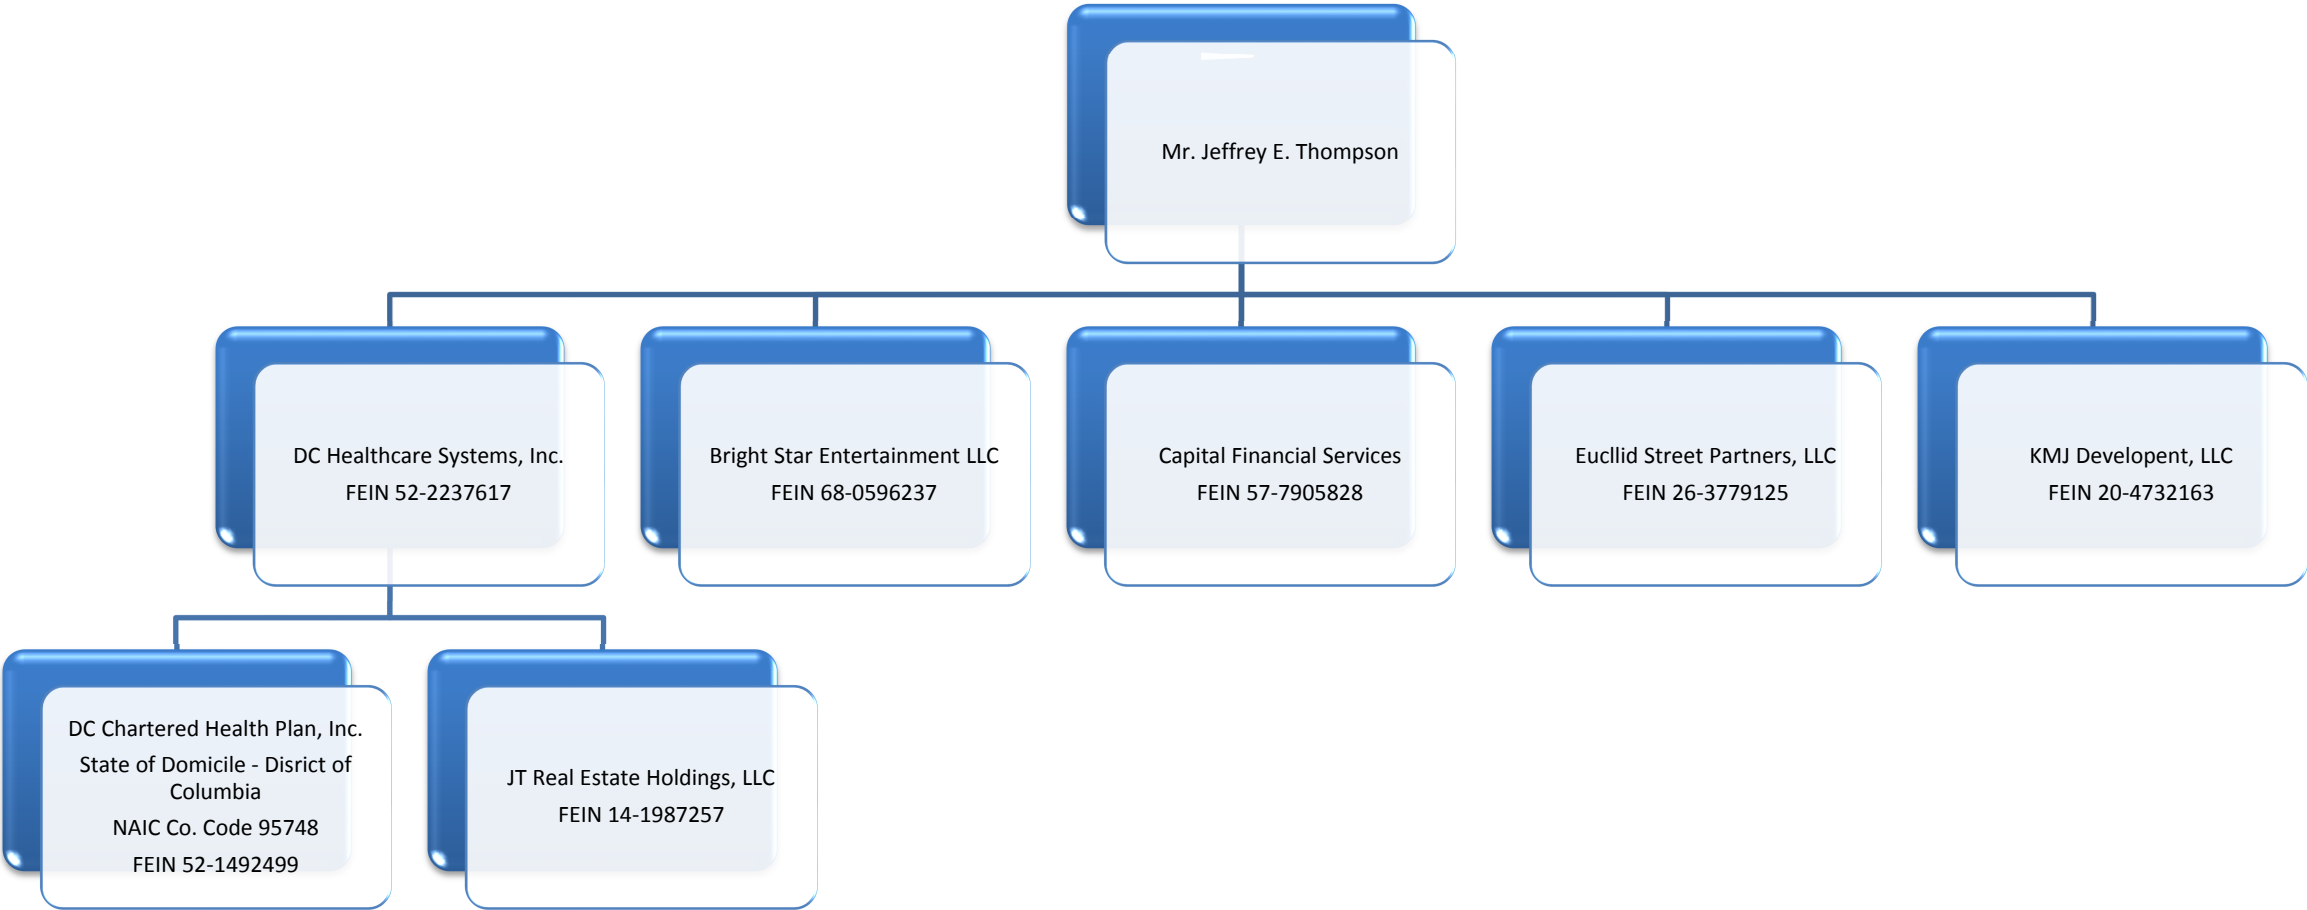 Mr. Jeffrey E. Thompson
DC Healthcare Systems, Inc.
FEIN 52-2237617
Bright Star Entertainment LLC
FEIN 68-0596237
Capital Financial Services
FEIN 57-7905828
Eucllid Street Partners, LLC
FEIN 26-3779125
KMJ Developent, LLC
FEIN 20-4732163
DC Chartered Health Plan, Inc.
State of Domicile - Disrict of
Columbia
NAIC Co. Code 95748
FEIN 52-1492499
JT Real Estate Holdings, LLC
FEIN 14-1987257